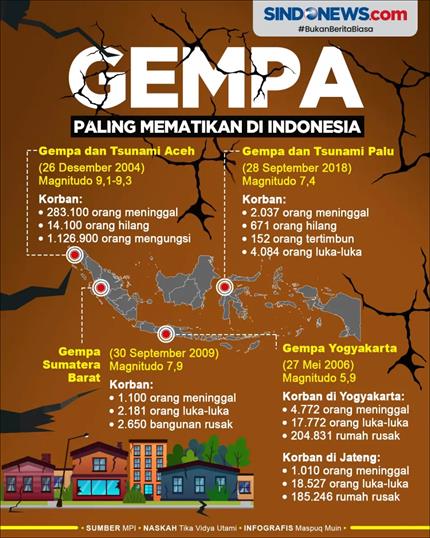 SINDONEWS.com
#BukanBeritaBiasa
GEMPA
PALING MEMATIKAN DI INDONESIA
Gempa dan Tsunami Aceh
(26 Desember 2004)
Magnitudo 9,1-9,3
Korban:
• 283.100 orang meninggal
• 14.100 orang hilang
• 1.126.900 orang mengungsi
Gempa dan Tsunami Palu
(28 September 2018)
Magnitudo 7,4
Korban:
• 2.037 orang meninggal
• 671 orang hilang
• 152 orang tertimbun
• 4.084 orang luka-luka
Gempa
Sumatera
Barat
(30 September 2009)
Magnitudo 7,9
Korban:
• 1.100 orang meninggal
• 2.181 orang luka-luka
• 2.650 bangunan rusak
Gempa Yogyakarta
(27 Mei 2006)
Magnitudo 5,9
Korban di Yogyakarta:
• 4.772 orang meninggal
• 17.772 orang luka-luka
• 204.831 rumah rusak
Korban di Jateng:
• 1.010 orang meninggal
• 18.527 orang luka-luka
• 185.246 rumah rusak
• SUMBER MPI • NASKAH Tika Vidya Utami • INFOGRAFIS Maspuq Muin •